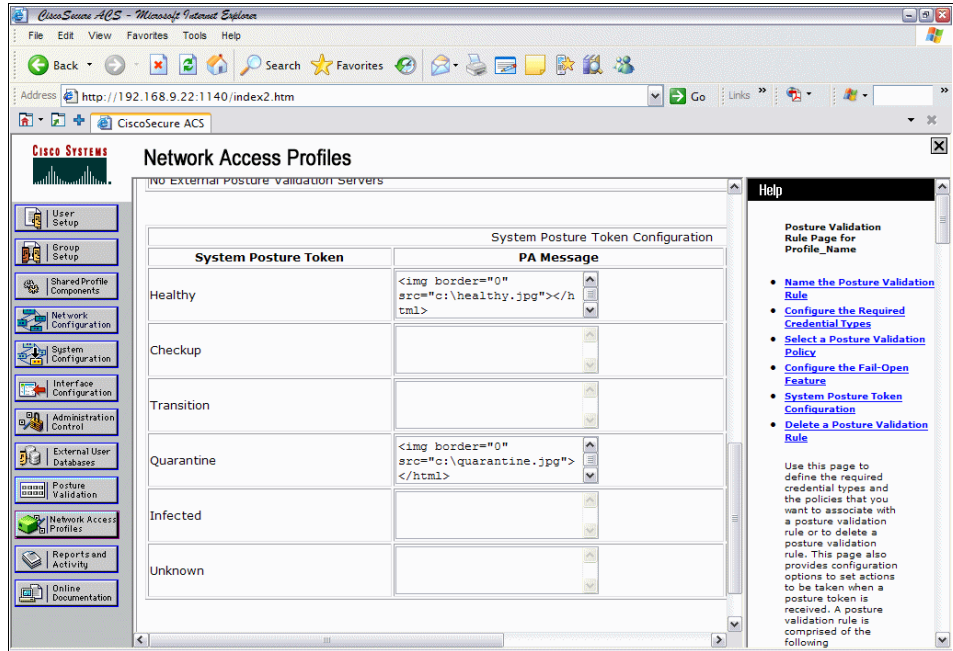 CiscoSecure ACS - Microsoft Internet Explorer
File Edit View Favorites Tools Help
Back Search Favorites
Address http://192.168.9.22:1140/index2.htm Go Links »
CiscoSecure ACS
CISCO SYSTEMS
Network Access Profiles
User Setup
Group Setup
Shared Profile Components
Network Configuration
System Configuration
Interface Configuration
Administration Control
External User Databases
Posture Validation
Network Access Profiles
Reports and Activity
Online Documentation
No External Posture Validation Servers
System Posture Token Configuration
System Posture Token PA Message
Healthy
<img border="0"
src="c:\healthy.jpg"></h
tml>
Checkup
Transition
Quarantine
<img border="0"
src="c:\quarantine.jpg">
</html>
Infected
Unknown
Help
Posture Validation
Rule Page for
Profile_Name
Name the Posture Validation
Rule
Configure the Required
Credential Types
Select a Posture Validation
Policy
Configure the Fail-Open
Feature
System Posture Token
Configuration
Delete a Posture Validation
Rule
Use this page to
define the required
credential types and
the policies that you
want to associate with
a posture validation
rule or to delete a
posture validation
rule. This page also
provides configuration
options to set actions
to be taken when a
posture token is
received. A posture
validation rule is
comprised of the
following